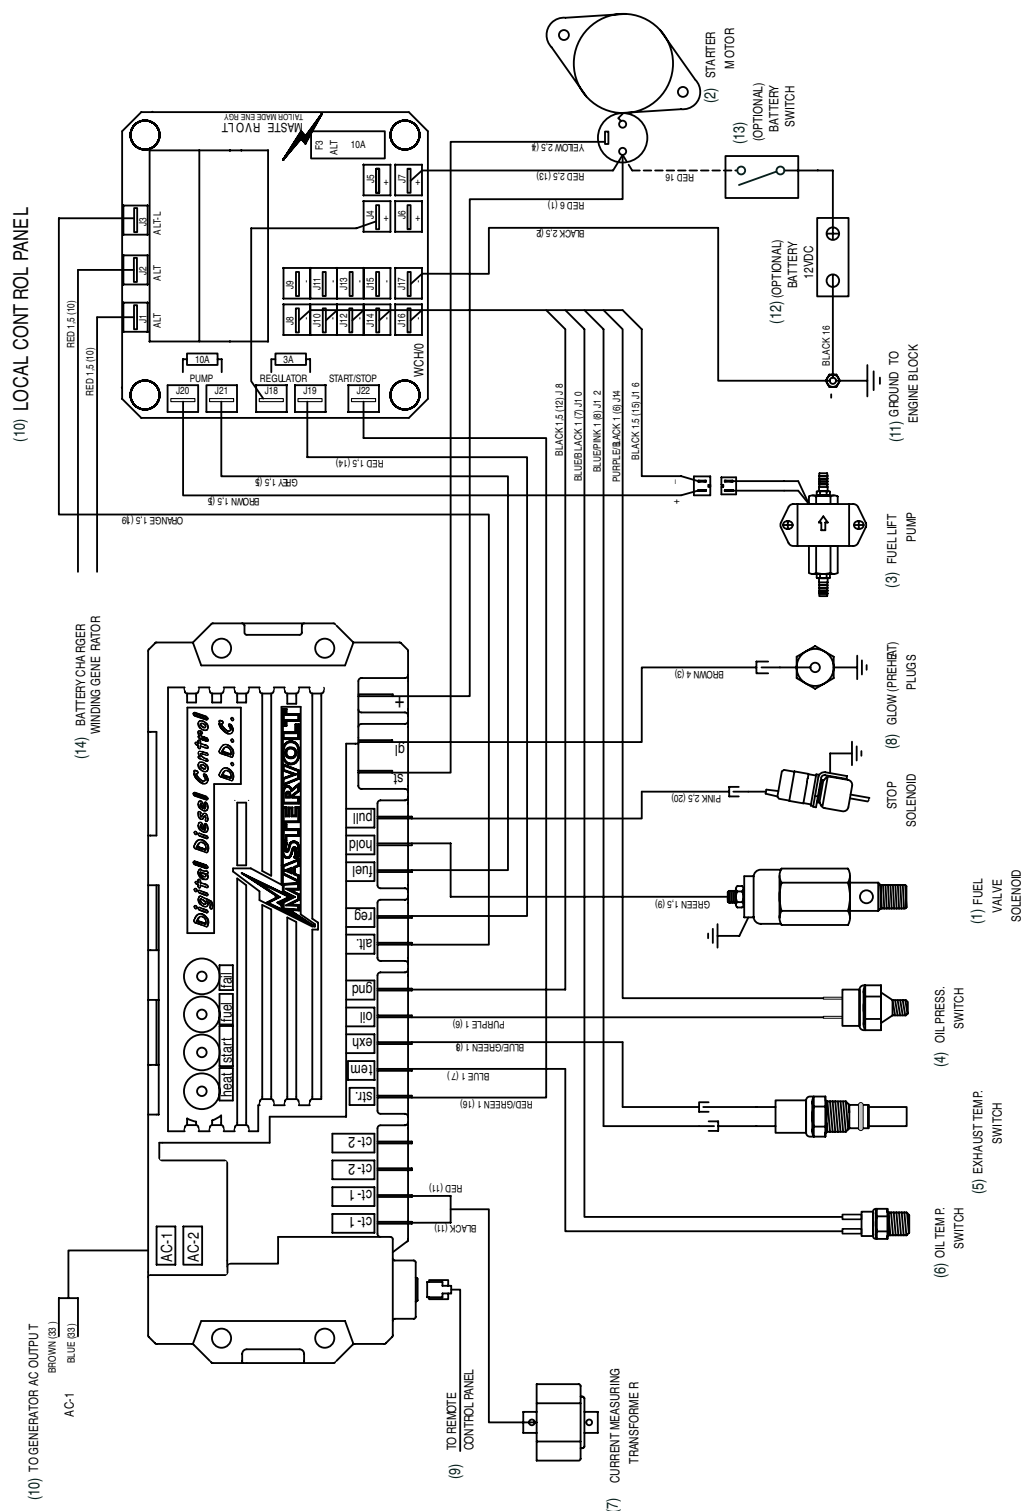 (10) LOCAL CONTROL PANEL
MASTERVOLT
TAILOR MADE ENERGY
F3
ALT 10A
J3
J2
J1
ALT-L
ALT
ALT
J5
+
J7
+
J4
+
J6
+
J9
-
J11
-
J13
-
J15
-
J17
-
J8
-
J10
-
J12
-
J14
-
J16
-
10A
3A
PUMP
REGULATOR
START/STOP
J20
J21
J18
J19
J22
WCH/0
RED 1,5 (10)
RED 1,5 (10)
YELOW 2.5 (4)
RED 2,5 (13)
RED 6 (1)
BLACK 2,5 (2)
RED 16
BLACK 16
(2) STARTER
MOTOR
(13)
(OPTIONAL)
BATTERY
SWITCH
(12) (OPTIONAL)
BATTERY
12VDC
-
(11) GROUND TO
ENGINE BLOCK
RED 1,5 (14)
GREY 1.5 (5)
BROWN 1.5 (5)
ORANGE 1.5 (19)
BLACK 1,5 (12) J 8
BLUE/BLACK 1 (7) J1 0
BLUE/PINK 1 (8) J1 2
PURPLE/BLACK 1 (6) J14
BLACK 1,5 (15) J1 6
-
+
(3) FUEL LIFT
PUMP
(14) BATTERY CHARGER
WINDING GENERATOR
Digital Diesel Control
D.D.C.
MASTERVOLT
heat
start
fuel
fail
+
gl
st
pull
hold
fuel
reg
alt.
gnd
oil
exh
tem
str.
ct-2
ct-2
ct-1
ct-1
AC-1
AC-2
BROWN 4 (3)
(8) GLOW (PREHEAT)
PLUGS
PINK 2,5 (20)
STOP
SOLENOID
GREEN 1,5 (9)
(1) FUEL
VALVE
SOLENOID
PURPLE 1 (6)
BLUE/GREEN 1 (8)
BLUE 1 (7)
RED/GREEN 1 (16)
(4) OIL PRESS.
SWITCH
(5) EXHAUST TEMP.
SWITCH
(6) OIL TEMP.
SWITCH
RED (11)
BLACK (11)
(10) TO GENERATOR AC OUTPUT
BROWN (33)
BLUE (33)
AC-1
(9) TO REMOTE
CONTROL PANEL
(7) CURRENT MEASURING
TRANSFORMER